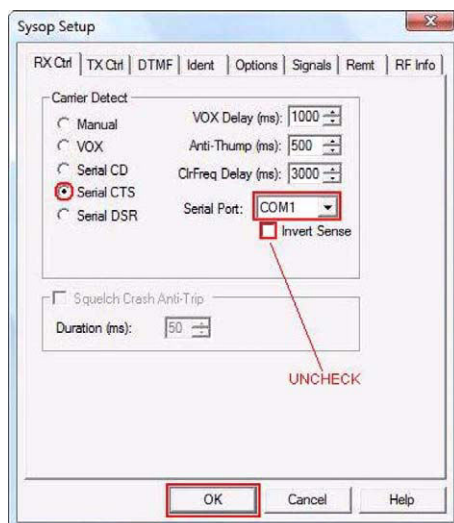 Sysop Setup
RX Ctrl TX Ctrl DTMF Ident Options Signals Remt RF Info
Carrier Detect
Manual
VOX
Serial CD
Serial CTS
Serial DSR
VOX Delay (ms): 1000
Anti-Thump (ms): 500
ClrFreq Delay (ms): 3000
Serial Port: COM1
Invert Sense
Squelch Crash Anti-Trip
Duration (ms): 50
UNCHECK
OK Cancel Help